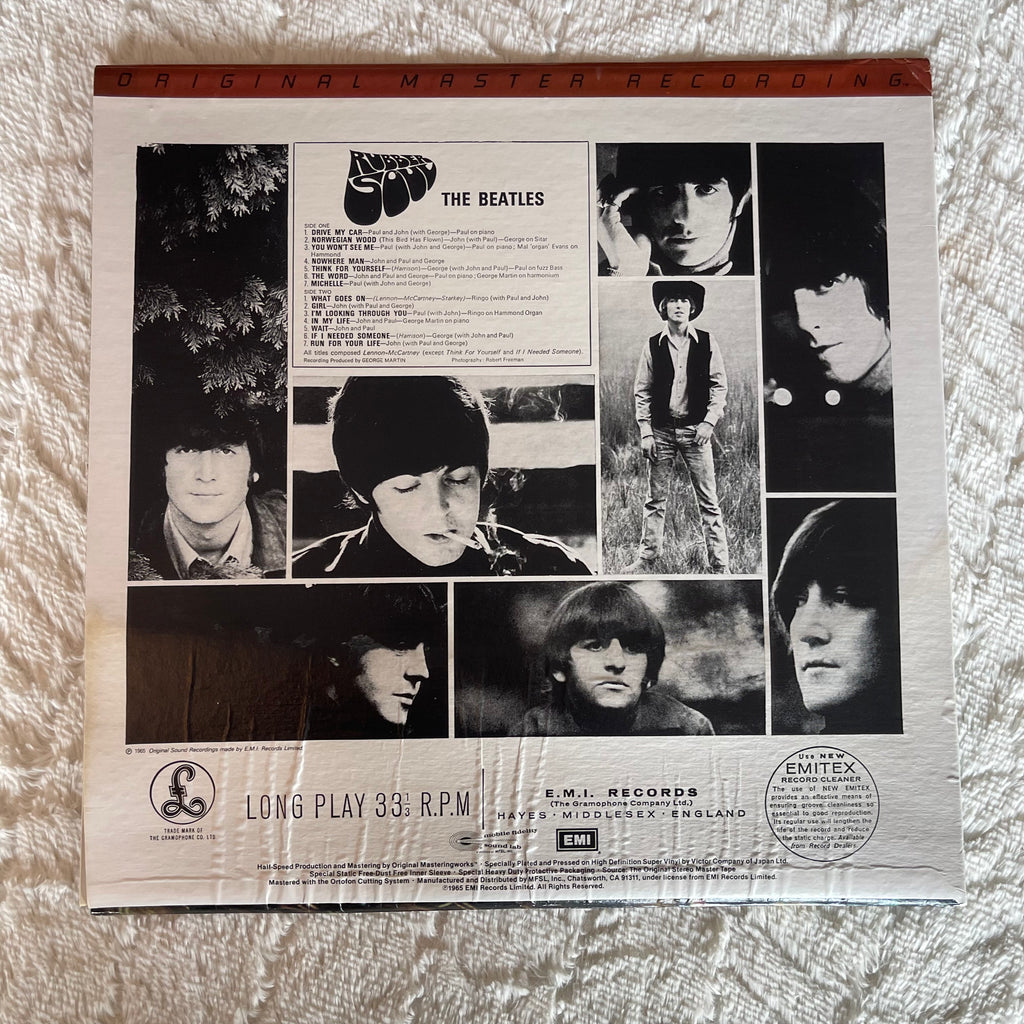 ORIGINAL MASTER RECORDING™
RUBBER SOUL
THE BEATLES
SIDE ONE
1. DRIVE MY CAR—Paul and John (with George)—Paul on piano
2. NORWEGIAN WOOD (This Bird Has Flown)—John (with Paul)—George on Sitar
3. YOU WON'T SEE ME—Paul (with John and George)—Paul on piano; Mal 'organ' Evans on
Hammond
4. NOWHERE MAN—John and Paul and George
5. THINK FOR YOURSELF—(Harrison)—George (with John and Paul)—Paul on fuzz Bass
6. THE WORD—John and Paul and George—Paul on piano; George Martin on harmonium
7. MICHELLE—Paul (with John and George)
SIDE TWO
1. WHAT GOES ON—(Lennon—McCartney—Starkey)—Ringo (with Paul and John)
2. GIRL—John (with Paul and George)
3. I'M LOOKING THROUGH YOU—Paul (with John)—Ringo on Hammond Organ
4. IN MY LIFE—John and Paul—George Martin on piano
5. WAIT—John and Paul
6. IF I NEEDED SOMEONE—(Harrison)—George (with John and Paul)
7. RUN FOR YOUR LIFE—John (with Paul and George)
All titles composed Lennon—McCartney (except Think For Yourself and If I Needed Someone).
Recording Produced by GEORGE MARTIN Photography: Robert Freeman
Ⓟ 1965 Original Sound Recordings made by E.M.I. Records Limited
£
TRADE MARK OF
THE GRAMOPHONE CO. LTD
LONG PLAY 33⅓ R.P.M
E.M.I. RECORDS
(The Gramophone Company Ltd.)
HAYES · MIDDLESEX · ENGLAND
mobile fidelity
sound lab
EMI
Use NEW
EMITEX
RECORD CLEANER
The use of NEW EMITEX
provides an effective means of
ensuring groove cleanliness so
essential to good reproduction.
Its regular use will lengthen the
life of the record and reduce
the static charge. Available
from Record Dealers.
Half-Speed Production and Mastering by Original Masterworks™ · Specially Plated and Pressed on High Definition Super Vinyl by Victor Company of Japan Ltd.
Special Static Free-Dust Free Inner Sleeve · Special Heavy Duty Protective Packaging · Source: The Original Stereo Master Tape
Mastered with the Ortofon Cutting System · Manufactured and Distributed by MFSL, Inc., Chatsworth, CA 91311, under license from EMI Records Limited.
©1965 EMI Records Limited. All Rights Reserved.